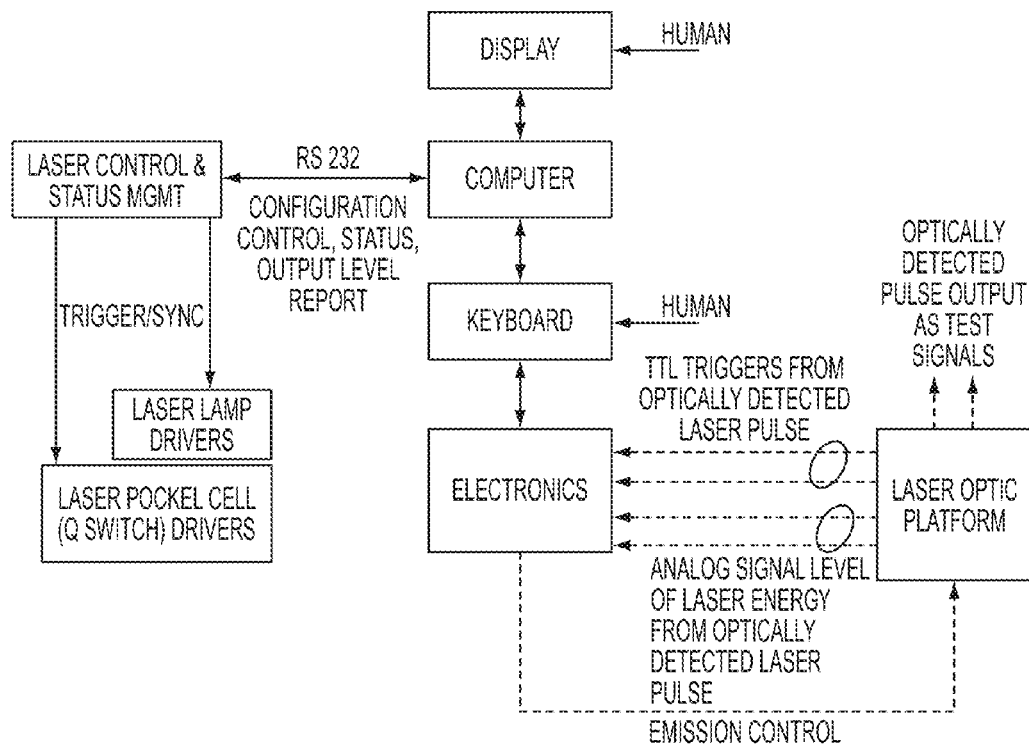 DISPLAY
HUMAN
LASER CONTROL &
STATUS MGMT
RS 232
COMPUTER
CONFIGURATION
CONTROL, STATUS,
OUTPUT LEVEL
REPORT
OPTICALLY
DETECTED
PULSE OUTPUT
AS TEST
SIGNALS
TRIGGER/SYNC
KEYBOARD
HUMAN
LASER LAMP
DRIVERS
TTL TRIGGERS FROM
OPTICALLY DETECTED
LASER PULSE
LASER POCKEL CELL
(Q SWITCH) DRIVERS
ELECTRONICS
LASER OPTIC
PLATFORM
ANALOG SIGNAL LEVEL
OF LASER ENERGY
FROM OPTICALLY
DETECTED LASER
PULSE
EMISSION CONTROL